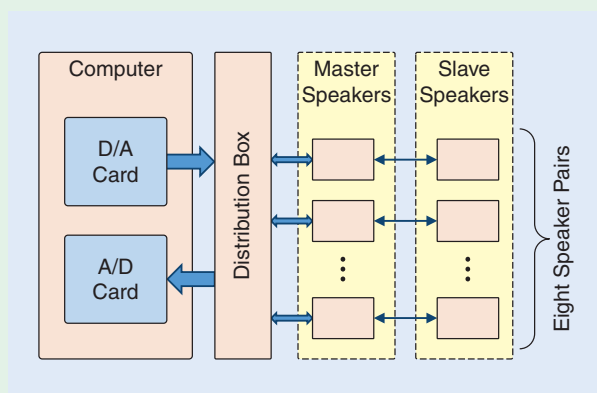 Computer
D/A
Card
A/D
Card
Distribution Box
Master
Speakers
Slave
Speakers
Eight Speaker Pairs